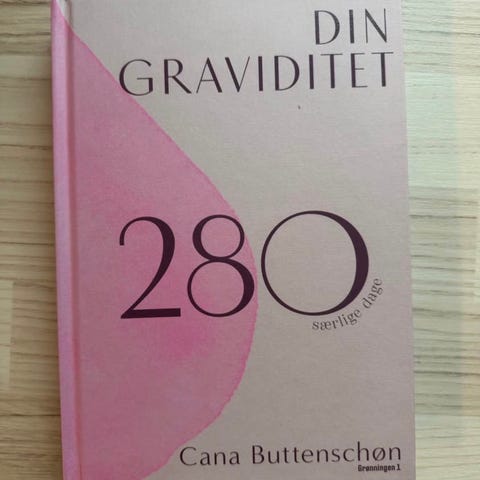 DIN
GRAVIDITET
280
særlige dage
Cana Buttenschøn
Grønningen 1